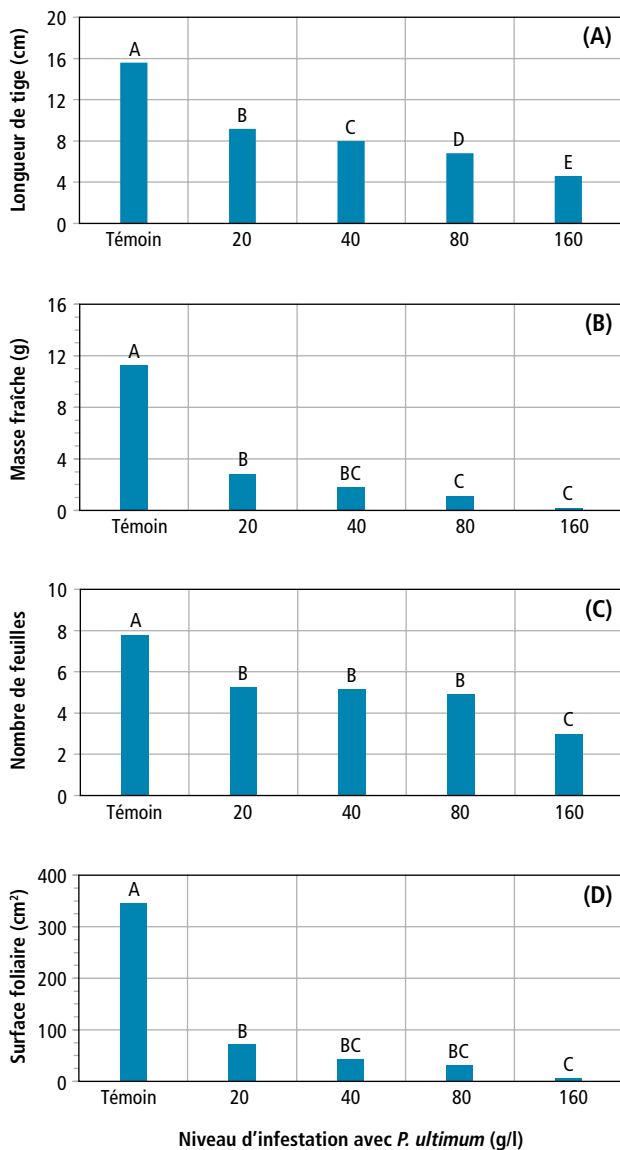 Longueur de tige (cm)
20
16
12
8
4
0
(A)
A
B
C
D
E
Témoin 20 40 80 160
Masse fraîche (g)
16
12
8
4
0
(B)
A
B
BC
C
C
Témoin 20 40 80 160
Nombre de feuilles
10
8
6
4
2
0
(C)
A
B
B
B
C
Témoin 20 40 80 160
Surface foliaire (cm²)
400
300
200
100
0
(D)
A
B
BC
BC
C
Témoin 20 40 80 160
Niveau d’infestation avec P. ultimum (g/l)